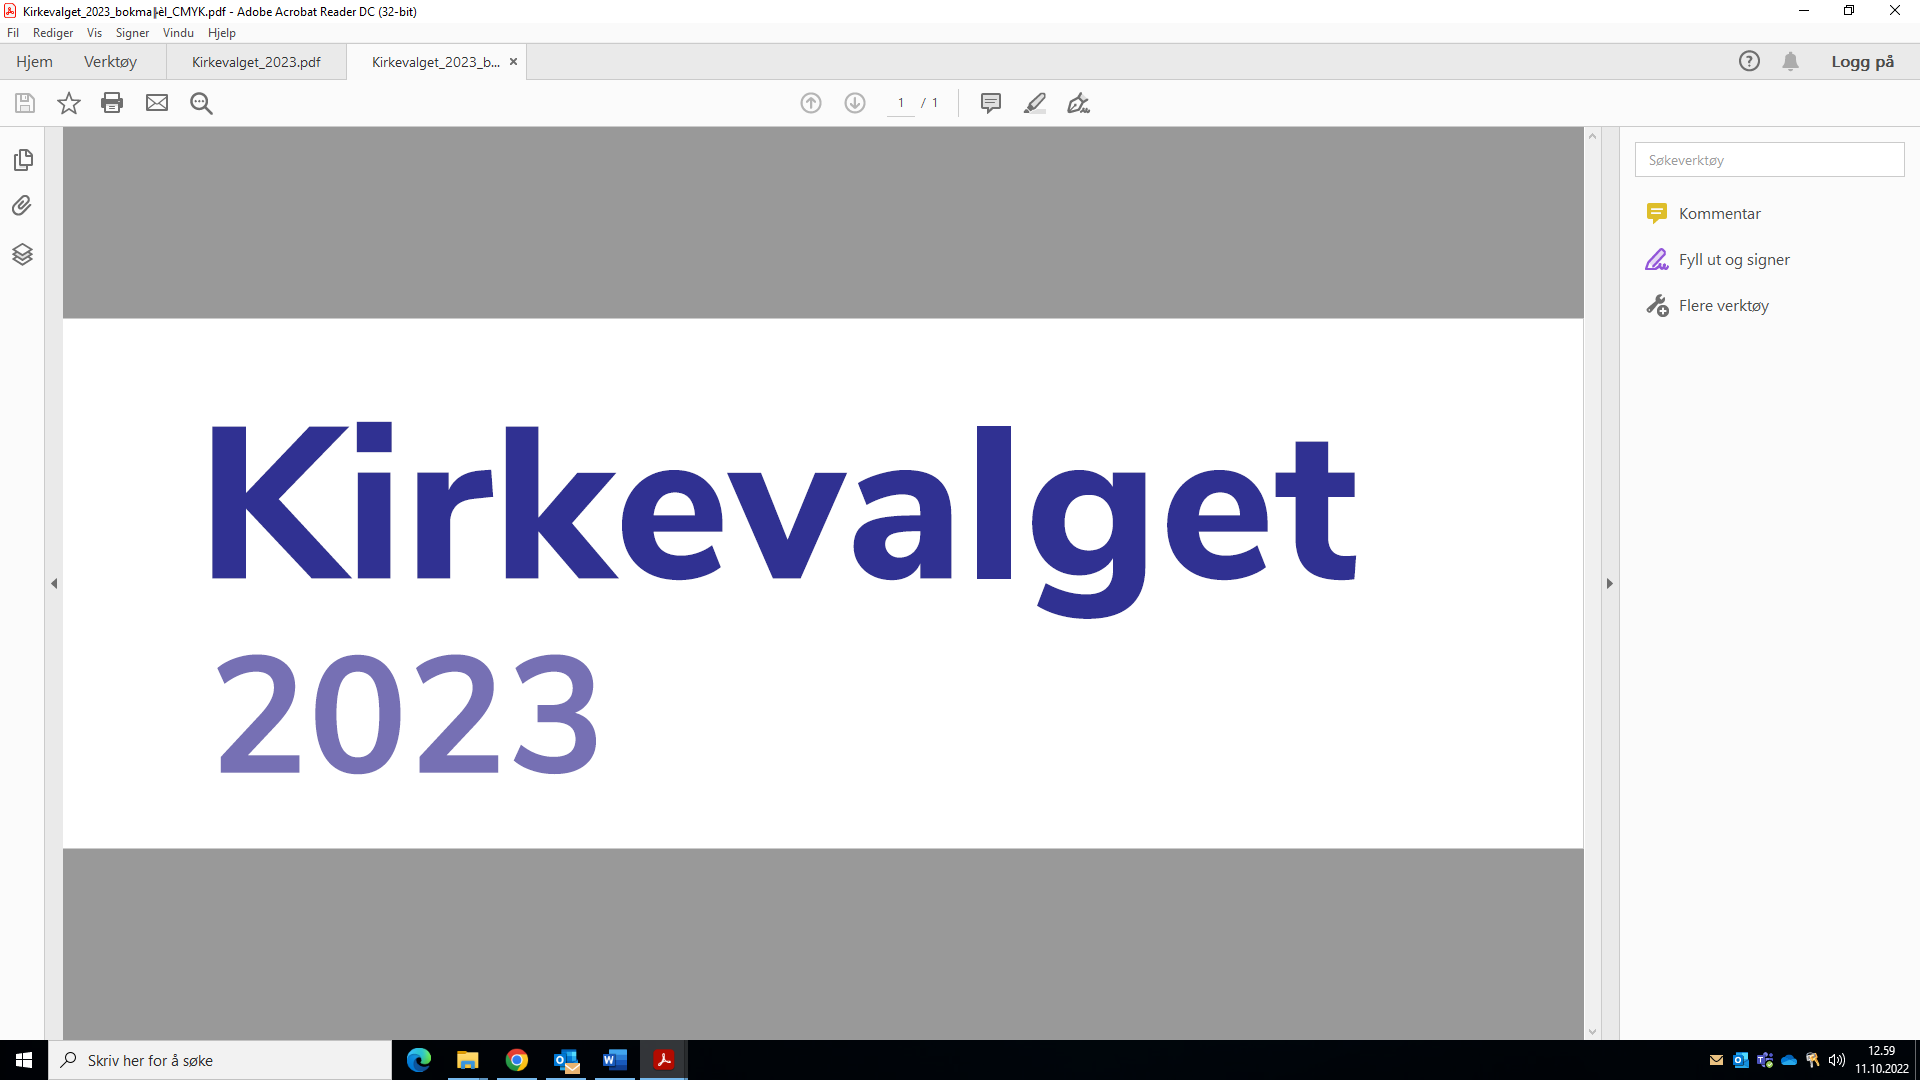 Kirkevalget_2023_bokma╠èl_CMYK.pdf - Adobe Acrobat Reader DC (32-bit)
Fil Rediger Vis Signer Vindu Hjelp
Hjem Verktøy Kirkevalget_2023.pdf Kirkevalget_2023_b... Logg på
1 / 1
Søkeverktøy
Kommentar
Fyll ut og signer
Flere verktøy
Kirkevalget
2023
Skriv her for å søke
12.59
11.10.2022